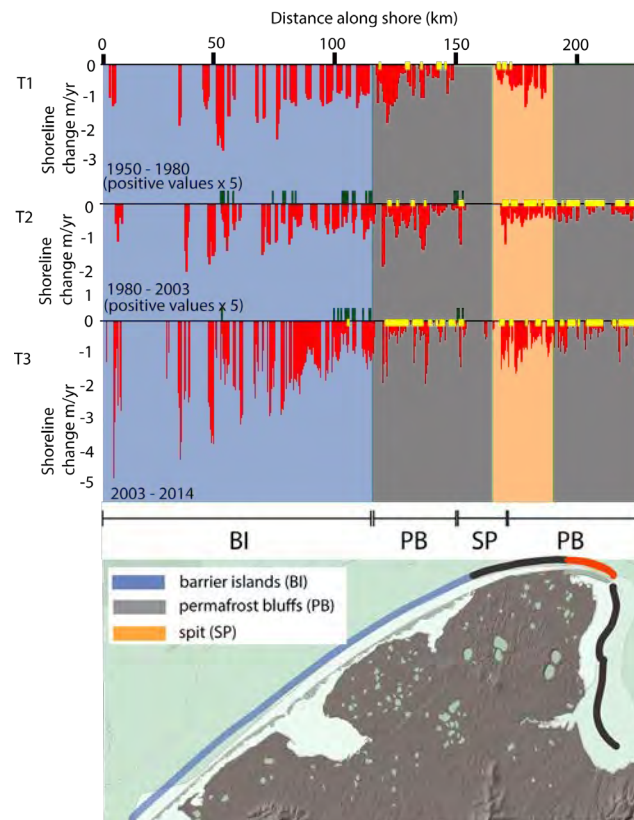 Distance along shore (km)
0 50 100 150 200
T1
Shoreline
change m/yr
0
-1
-2
-3
1950 - 1980
(positive values x 5)
T2
Shoreline
change m/yr
0
-1
-2
1980 - 2003
(positive values x 5)
1
0
T3
Shoreline
change m/yr
-1
-2
-3
-4
-5
2003 - 2014
BI PB SP PB
barrier islands (BI)
permafrost bluffs (PB)
spit (SP)